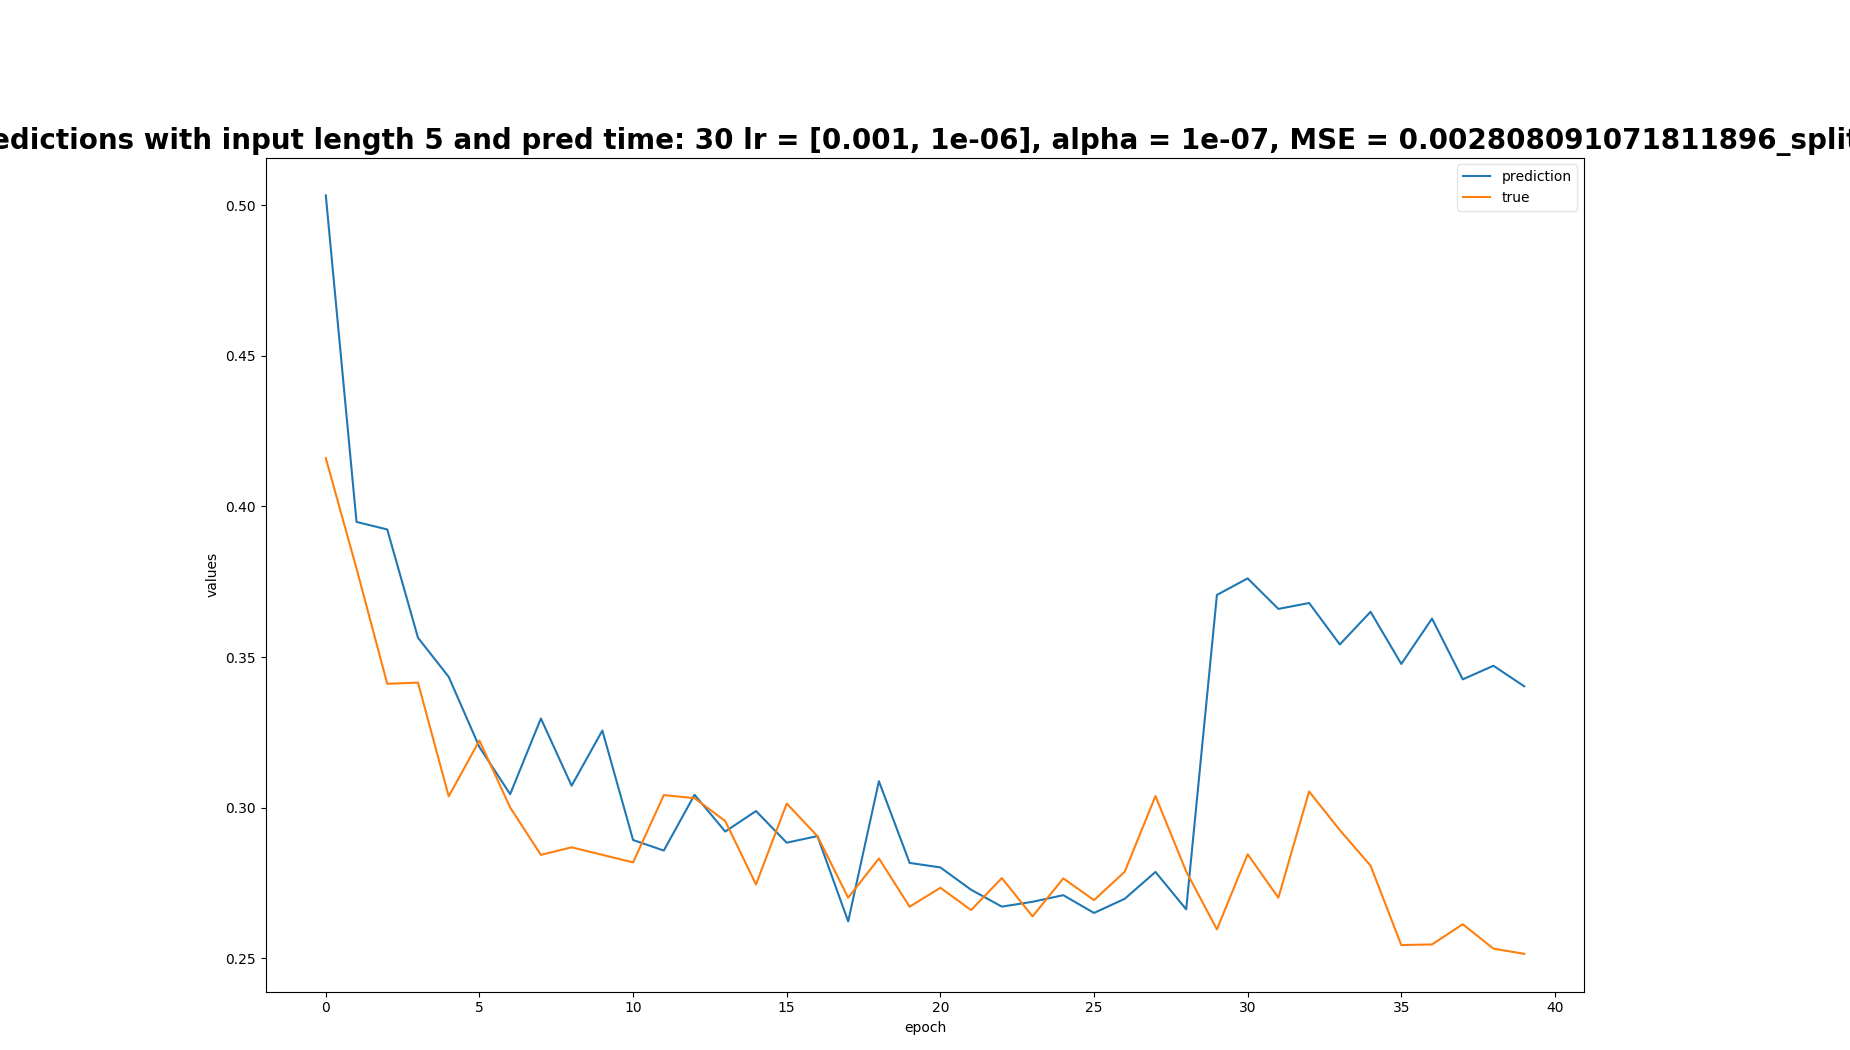 edictions with input length 5 and pred time: 30 lr = [0.001, 1e-06], alpha = 1e-07, MSE = 0.002808091071811896_split
prediction
true
0.50
0.45
0.40
0.35
0.30
0.25
values
0 5 10 15 20 25 30 35 40
epoch